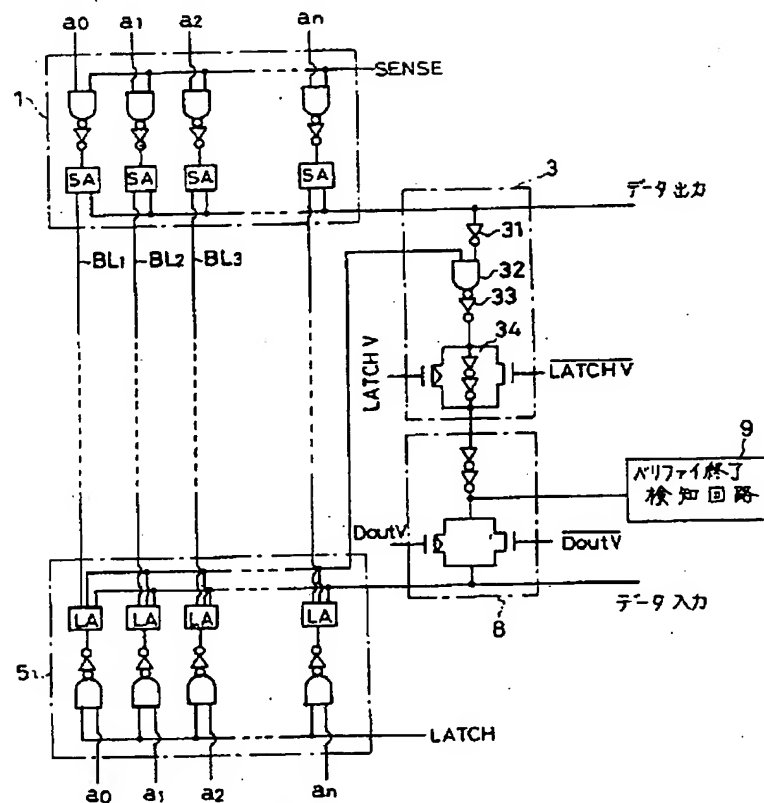 a0 a1 a2 an
SENSE
1
SA SA SA SA
3
データ出力
31
BL1 BL2 BL3
32
33
34
LATCH V
LATCH V
9
ベリファイ終了
検知回路
DoutV
DoutV
データ入力
LA LA LA LA
8
5
LATCH
a0 a1 a2 an